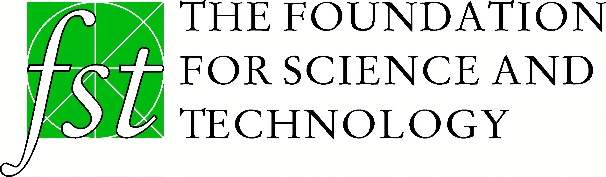 fst
THE FOUNDATION
FOR SCIENCE AND
TECHNOLOGY